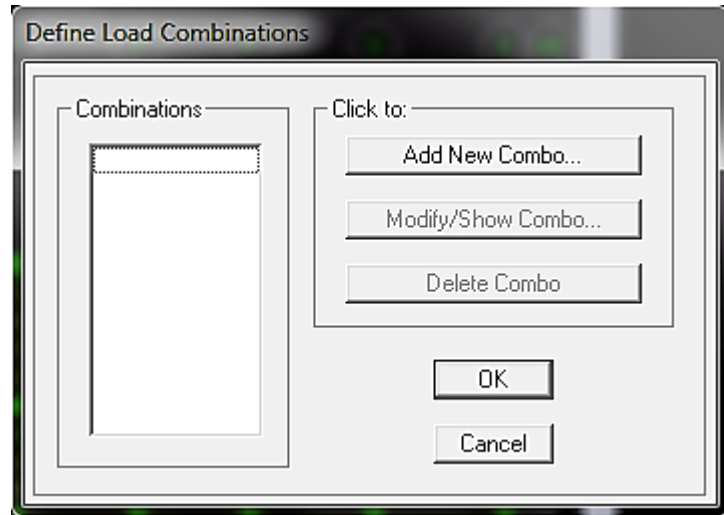 Define Load Combinations
Combinations
Click to:
Add New Combo...
Modify/Show Combo...
Delete Combo
OK
Cancel